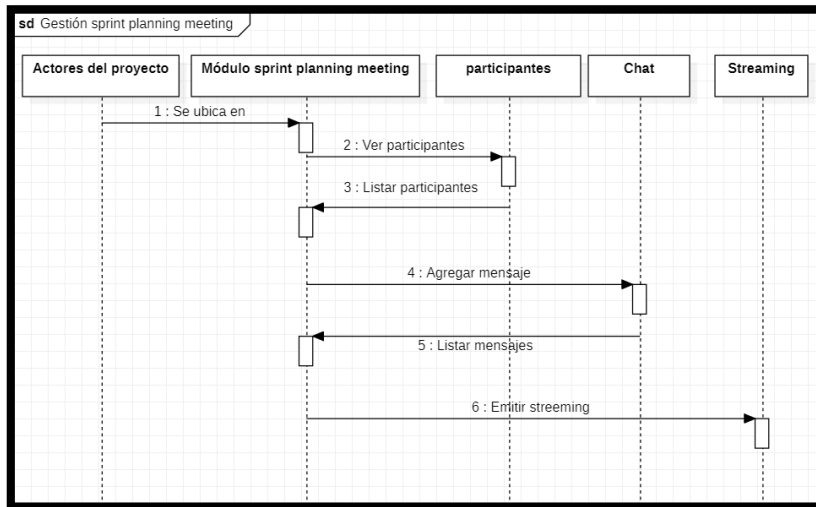 sd Gestión sprint planning meeting
Actores del proyecto
Módulo sprint planning meeting
participantes
Chat
Streaming
1 : Se ubica en
2 : Ver participantes
3 : Listar participantes
4 : Agregar mensaje
5 : Listar mensajes
6 : Emitir streeming